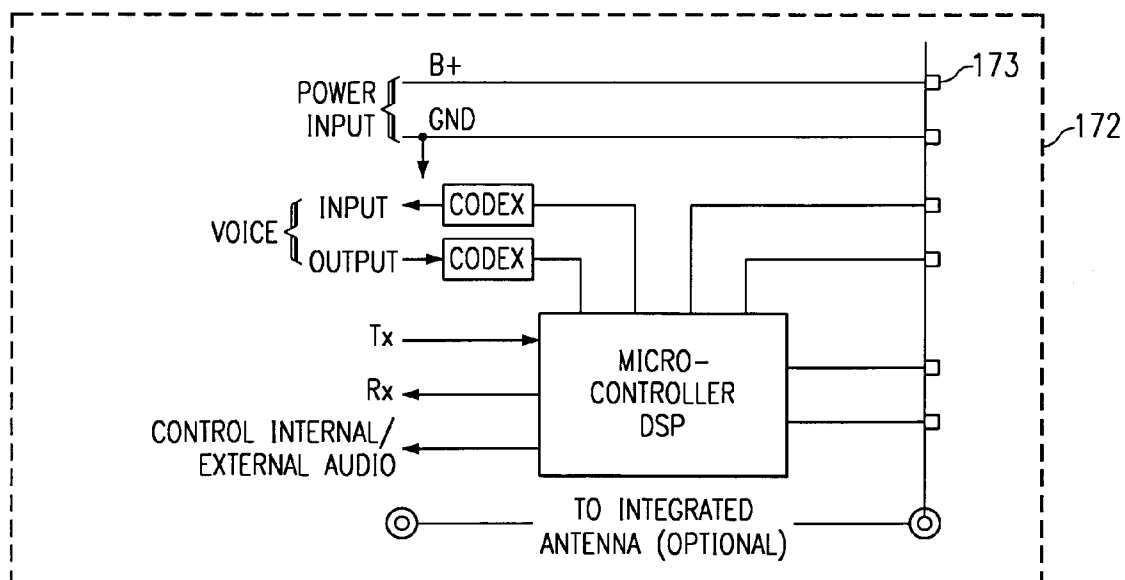 B+
173
POWER
INPUT
GND
172
INPUT
CODEX
VOICE
OUTPUT
CODEX
Tx
MICRO-
CONTROLLER
DSP
Rx
CONTROL INTERNAL/
EXTERNAL AUDIO
TO INTEGRATED
ANTENNA (OPTIONAL)